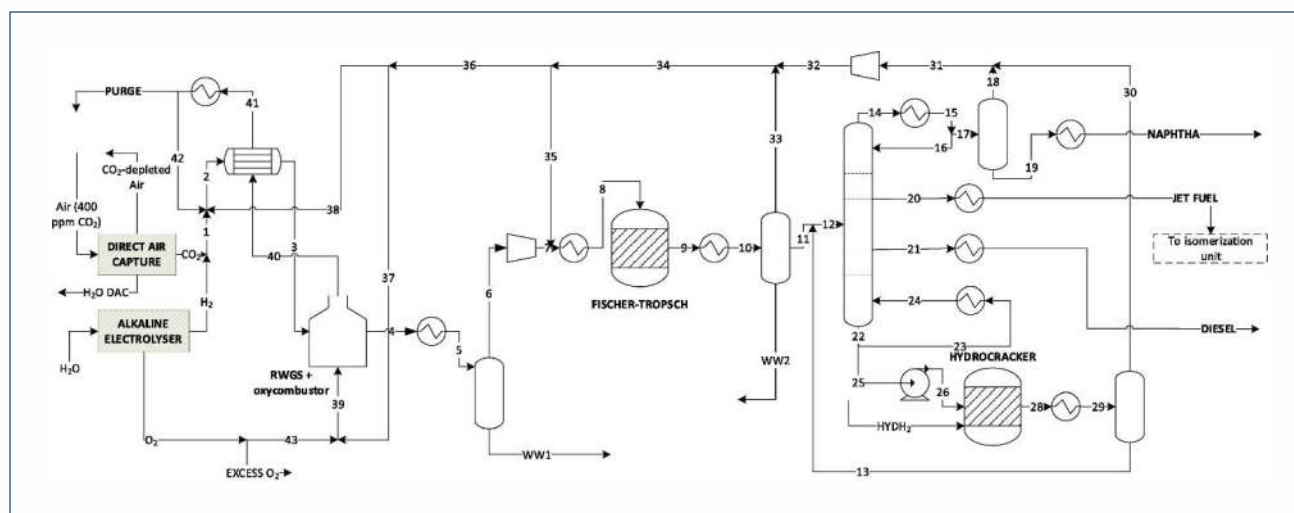 36
34
32
31
18
30
PURGE
41
14
15
17
NAPHTHA
42
CO₂-depleted
Air
2
35
33
16
19
Air (400
ppm CO₂)
38
8
20
JET FUEL
1
3
7
11
12
DIRECT AIR
CAPTURE
CO₂
40
37
6
9
10
21
To isomerization
unit
H₂O DAC
H₂
FISCHER-TROPSCH
24
ALKALINE
ELECTROLYSER
4
5
22
23
DIESEL
HYDROCRACKER
H₂O
RWGS +
oxycombustor
WW2
25
26
28
29
39
HYDH₂
O₂
43
WW1
13
EXCESS O₂